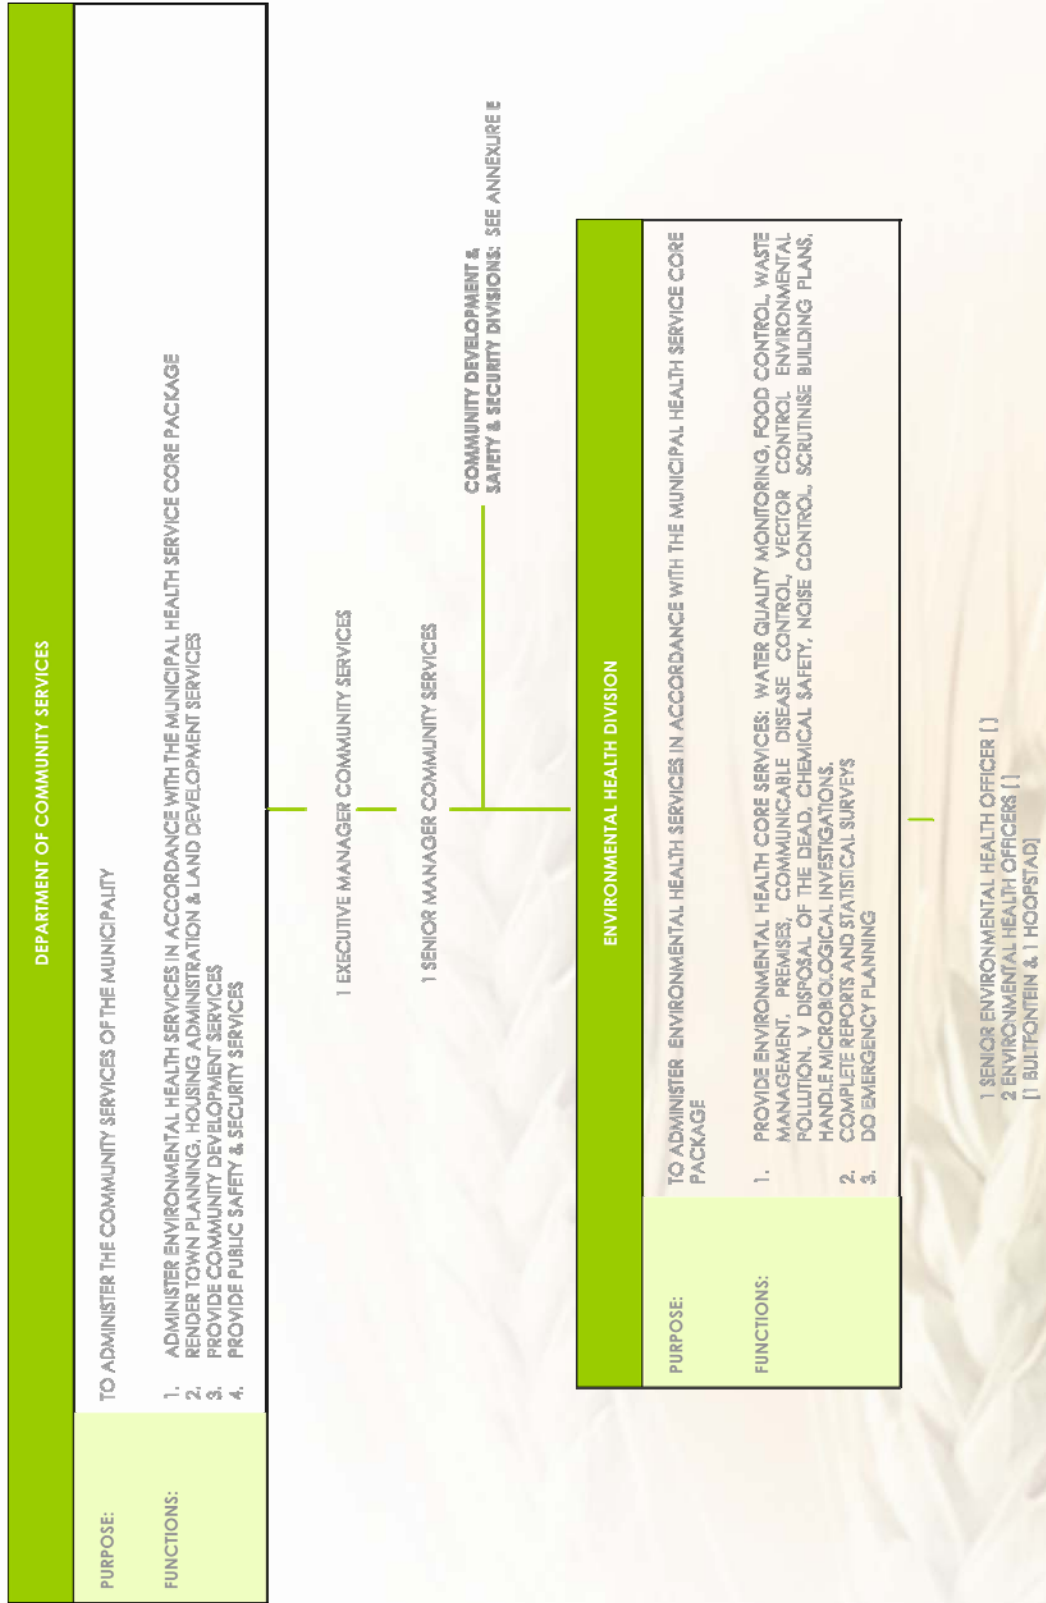 DEPARTMENT OF COMMUNITY SERVICES
PURPOSE: TO ADMINISTER THE COMMUNITY SERVICES OF THE MUNICIPALITY
FUNCTIONS: 1. ADMINISTER ENVIRONMENTAL HEALTH SERVICES IN ACCORDANCE WITH THE MUNICIPAL HEALTH SERVICE CORE PACKAGE
2. RENDER TOWN PLANNING, HOUSING ADMINISTRATION & LAND DEVELOPMENT SERVICES
3. PROVIDE COMMUNITY DEVELOPMENT SERVICES
4. PROVIDE PUBLIC SAFETY & SECURITY SERVICES
1 EXECUTIVE MANAGER COMMUNITY SERVICES
1 SENIOR MANAGER COMMUNITY SERVICES
COMMUNITY DEVELOPMENT &
SAFETY & SECURITY DIVISIONS: SEE ANNEXURE E
ENVIRONMENTAL HEALTH DIVISION
PURPOSE: TO ADMINISTER ENVIRONMENTAL HEALTH SERVICES IN ACCORDANCE WITH THE MUNICIPAL HEALTH SERVICE CORE
PACKAGE
FUNCTIONS: 1. PROVIDE ENVIRONMENTAL HEALTH CORE SERVICES: WATER QUALITY MONITORING, FOOD CONTROL, WASTE
MANAGEMENT, PREMISES, COMMUNICABLE DISEASE CONTROL, VECTOR CONTROL ENVIRONMENTAL
POLLUTION. V DISPOSAL OF THE DEAD, CHEMICAL SAFETY, NOISE CONTROL, SCRUTINISE BUILDING PLANS,
HANDLE MICROBIOLOGICAL INVESTIGATIONS.
2. COMPLETE REPORTS AND STATISTICAL SURVEYS
3. DO EMERGENCY PLANNING
1 SENIOR ENVIRONMENTAL HEALTH OFFICER [ ]
2 ENVIRONMENTAL HEALTH OFFICERS [ ]
[1 BULTFONTEIN & 1 HOOPSTAD]